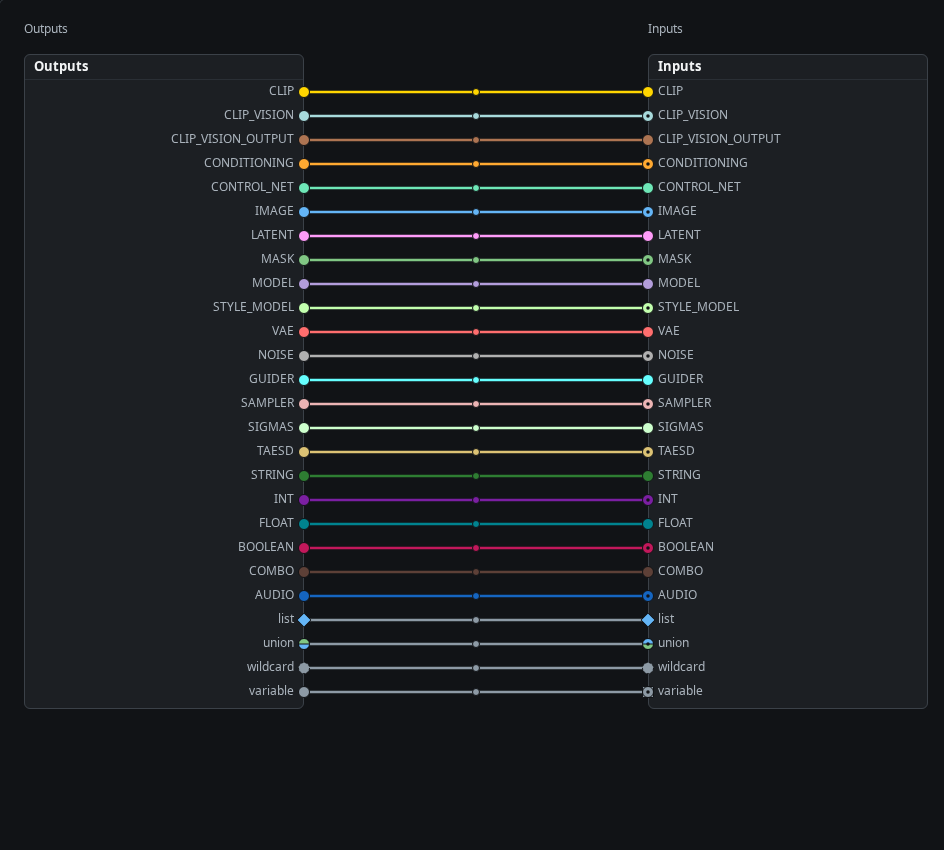 Outputs Inputs
Outputs Inputs
CLIP CLIP
CLIP_VISION CLIP_VISION
CLIP_VISION_OUTPUT CLIP_VISION_OUTPUT
CONDITIONING CONDITIONING
CONTROL_NET CONTROL_NET
IMAGE IMAGE
LATENT LATENT
MASK MASK
MODEL MODEL
STYLE_MODEL STYLE_MODEL
VAE VAE
NOISE NOISE
GUIDER GUIDER
SAMPLER SAMPLER
SIGMAS SIGMAS
TAESD TAESD
STRING STRING
INT INT
FLOAT FLOAT
BOOLEAN BOOLEAN
COMBO COMBO
AUDIO AUDIO
list list
union union
wildcard wildcard
variable variable